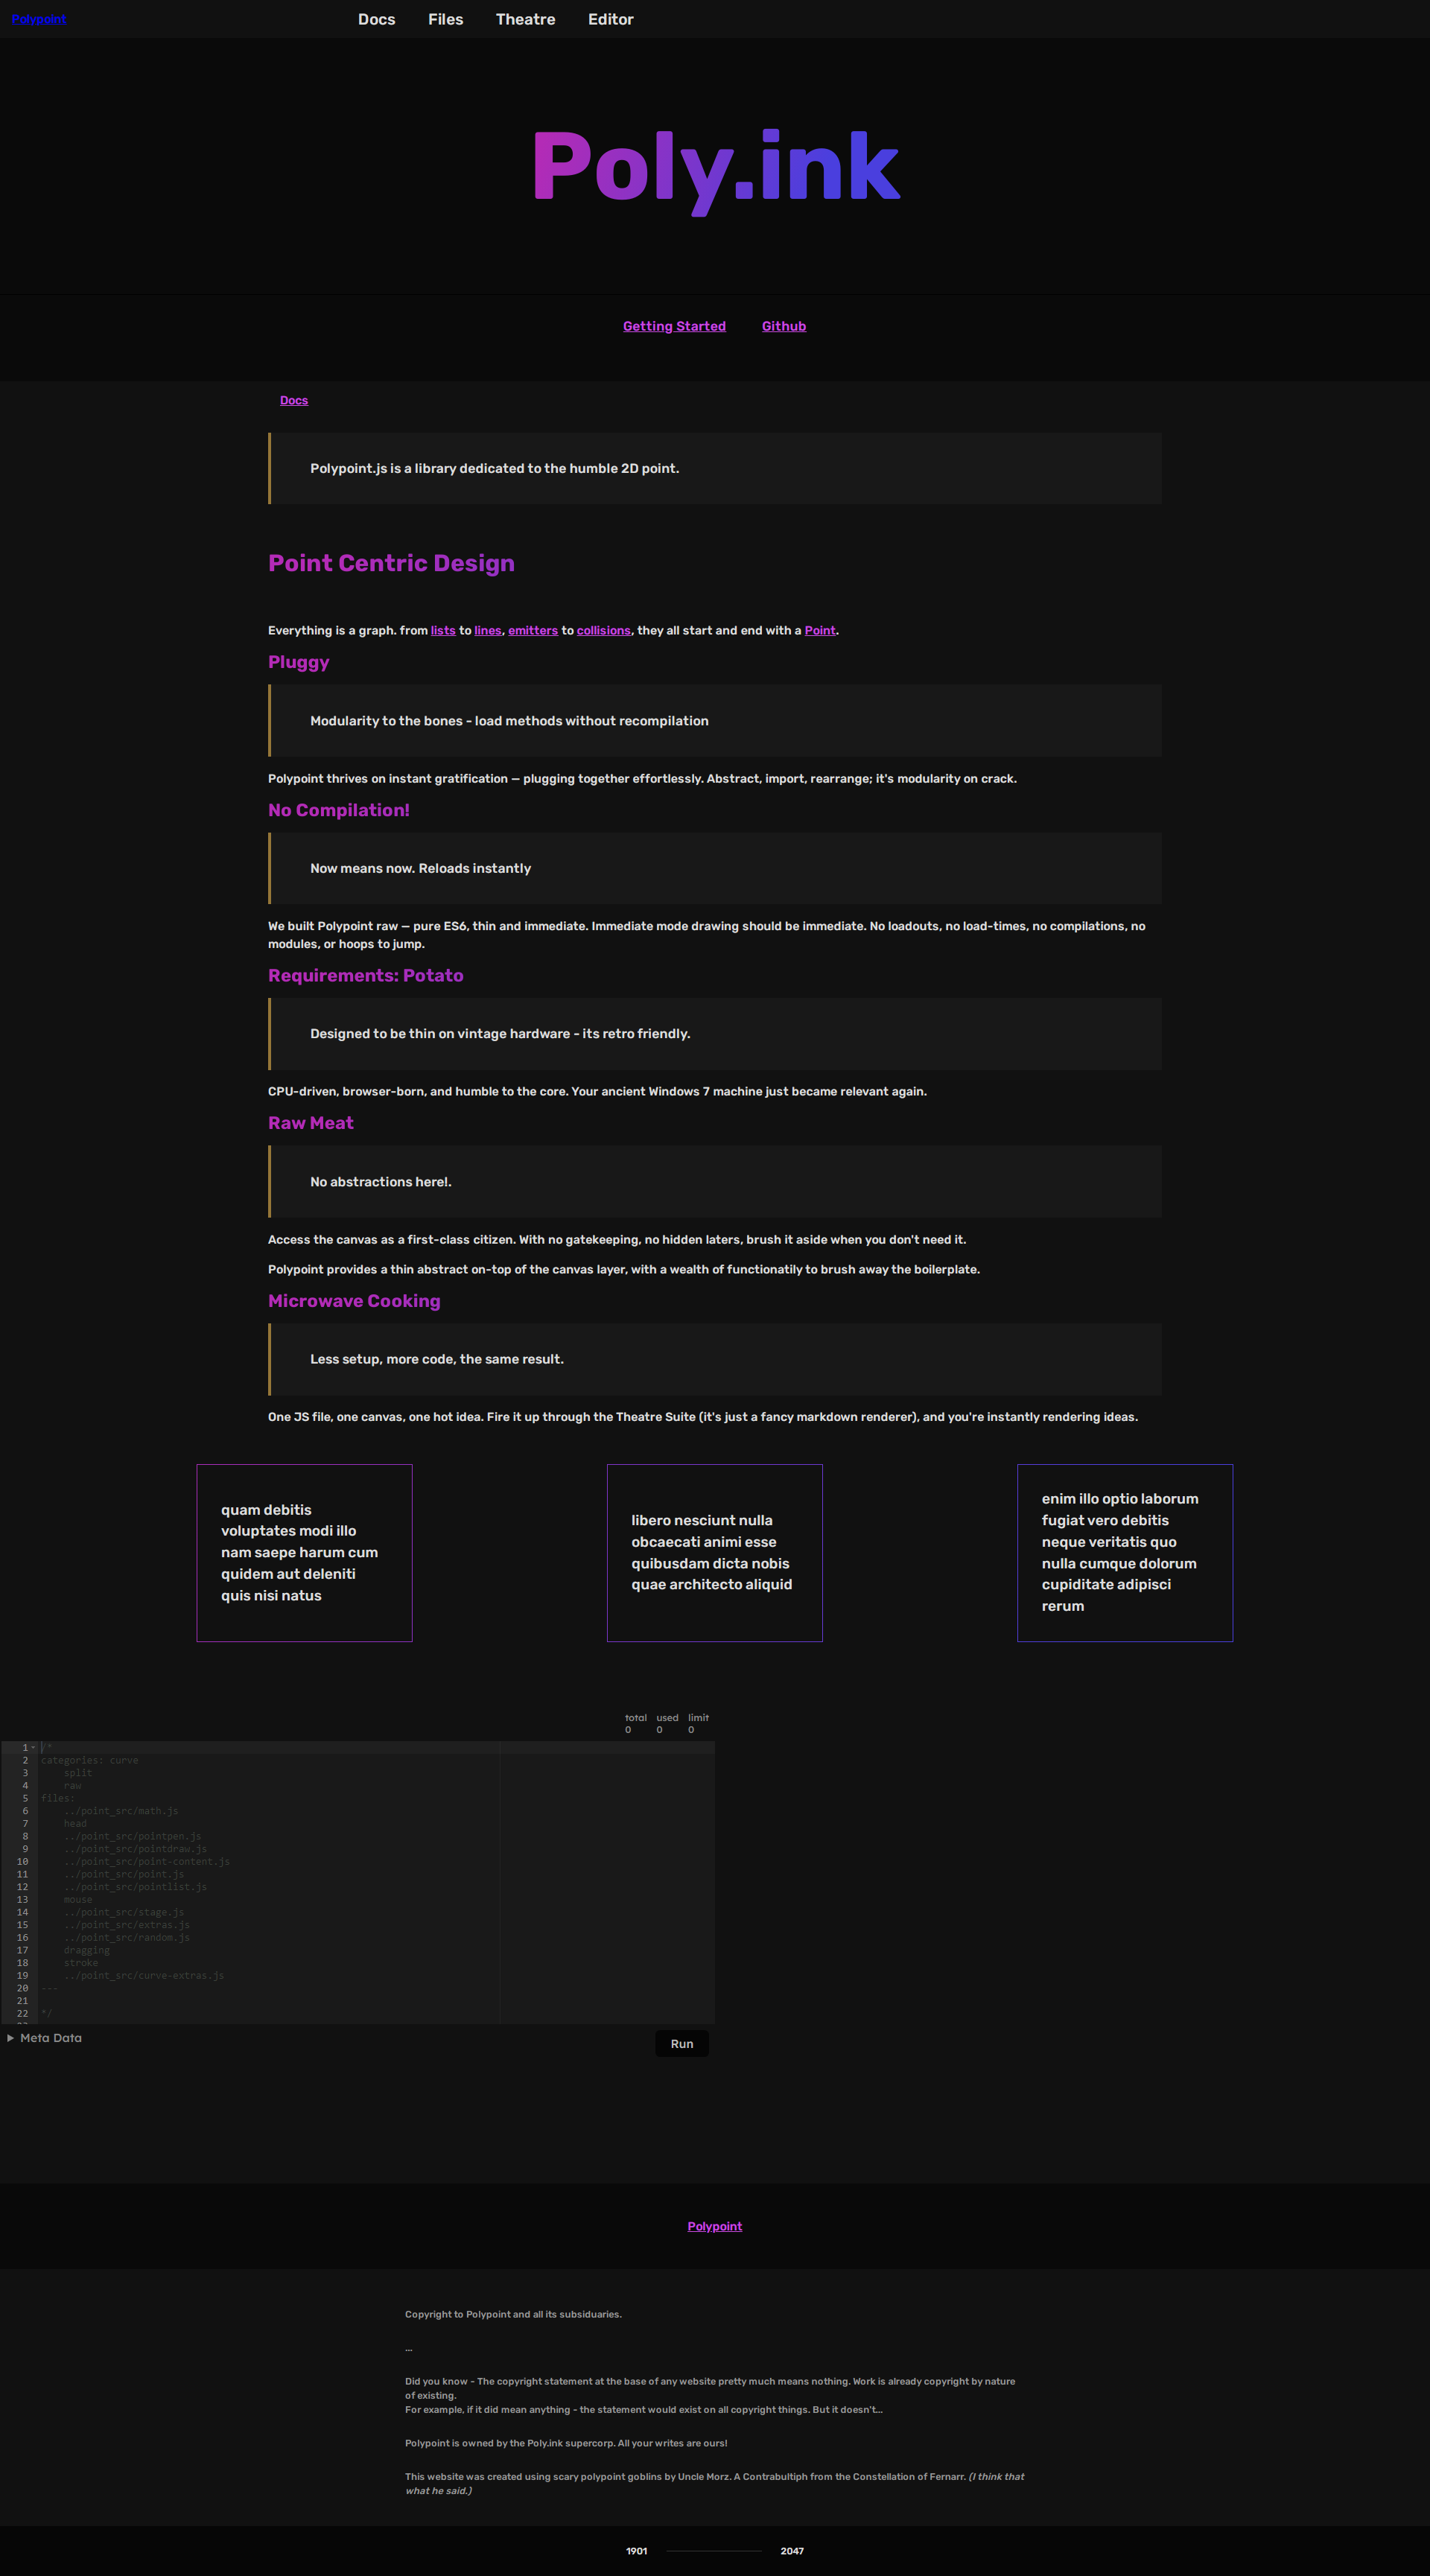 Polypoint
Docs Files Theatre Editor
Poly.ink
Getting Started Github
Docs
Polypoint.js is a library dedicated to the humble 2D point.
Point Centric Design
Everything is a graph. from lists to lines, emitters to collisions, they all start and end with a Point.
Pluggy
Modularity to the bones - load methods without recompilation
Polypoint thrives on instant gratification — plugging together effortlessly. Abstract, import, rearrange; it's modularity on crack.
No Compilation!
Now means now. Reloads instantly
We built Polypoint raw — pure ES6, thin and immediate. Immediate mode drawing should be immediate. No loadouts, no load-times, no compilations, no
modules, or hoops to jump.
Requirements: Potato
Designed to be thin on vintage hardware - its retro friendly.
CPU-driven, browser-born, and humble to the core. Your ancient Windows 7 machine just became relevant again.
Raw Meat
No abstractions here!.
Access the canvas as a first-class citizen. With no gatekeeping, no hidden laters, brush it aside when you don't need it.
Polypoint provides a thin abstract on-top of the canvas layer, with a wealth of functionatily to brush away the boilerplate.
Microwave Cooking
Less setup, more code, the same result.
One JS file, one canvas, one hot idea. Fire it up through the Theatre Suite (it's just a fancy markdown renderer), and you're instantly rendering ideas.
quam debitis
voluptates modi illo
nam saepe harum cum
quidem aut deleniti
quis nisi natus
libero nesciunt nulla
obcaecati animi esse
quibusdam dicta nobis
quae architecto aliquid
enim illo optio laborum
fugiat vero debitis
neque veritatis quo
nulla cumque dolorum
cupiditate adipisci
rerum
total used limit
0 0 0
1 /*
2 categories: curve
3 split
4 raw
5 files:
6 ../point_src/math.js
7 head
8 ../point_src/pointpen.js
9 ../point_src/pointdraw.js
10 ../point_src/point-content.js
11 ../point_src/point.js
12 ../point_src/pointlist.js
13 mouse
14 ../point_src/stage.js
15 ../point_src/extras.js
16 ../point_src/random.js
17 dragging
18 stroke
19 ../point_src/curve-extras.js
20 ---
21
22 */
Meta Data
Run
Polypoint
Copyright to Polypoint and all its subsiduaries.
...
Did you know - The copyright statement at the base of any website pretty much means nothing. Work is already copyright by nature
of existing.
For example, if it did mean anything - the statement would exist on all copyright things. But it doesn't...
Polypoint is owned by the Poly.ink supercorp. All your writes are ours!
This website was created using scary polypoint goblins by Uncle Morz. A Contrabultiph from the Constellation of Fernarr. (I think that
what he said.)
1901 2047